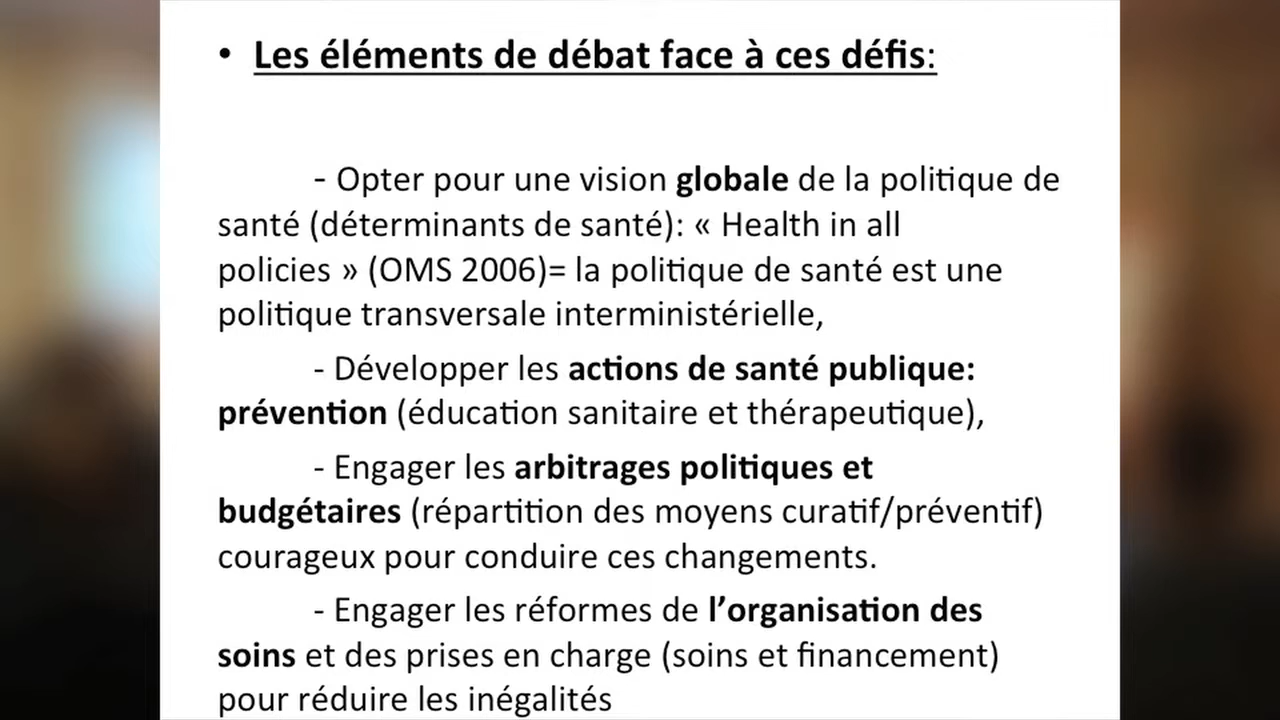 • Les éléments de débat face à ces défis:
- Opter pour une vision globale de la politique de
santé (déterminants de santé): « Health in all
policies » (OMS 2006)= la politique de santé est une
politique transversale interministérielle,
- Développer les actions de santé publique:
prévention (éducation sanitaire et thérapeutique),
- Engager les arbitrages politiques et
budgétaires (répartition des moyens curatif/préventif)
courageux pour conduire ces changements.
- Engager les réformes de l’organisation des
soins et des prises en charge (soins et financement)
pour réduire les inégalités